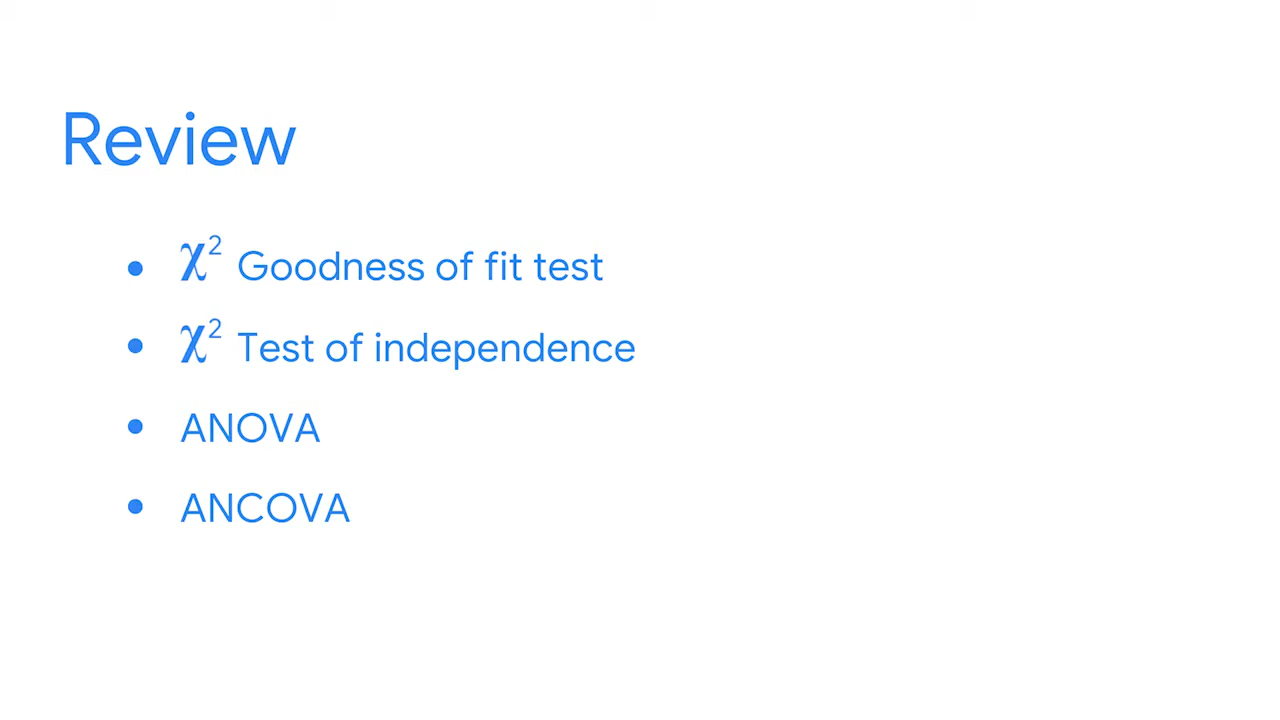 Review
• χ² Goodness of fit test
• χ² Test of independence
• ANOVA
• ANCOVA